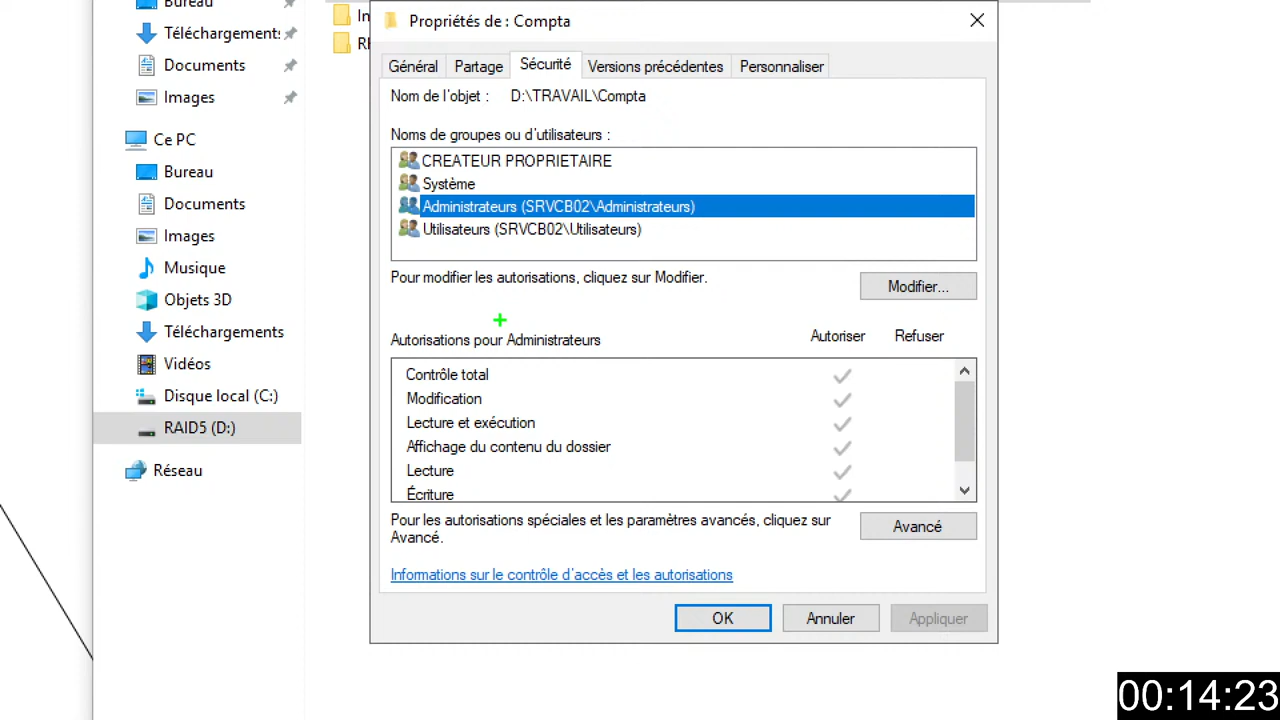 Bureau
Téléchargements
Documents
Images
Ce PC
Bureau
Documents
Images
Musique
Objets 3D
Téléchargements
Vidéos
Disque local (C:)
RAID5 (D:)
Réseau
Propriétés de : Compta
Général
Partage
Sécurité
Versions précédentes
Personnaliser
Nom de l'objet : D:\TRAVAIL\Compta
Noms de groupes ou d'utilisateurs :
CREATEUR PROPRIETAIRE
Système
Administrateurs (SRVCB02\Administrateurs)
Utilisateurs (SRVCB02\Utilisateurs)
Pour modifier les autorisations, cliquez sur Modifier.
Modifier...
Autorisations pour Administrateurs
Autoriser
Refuser
Contrôle total
Modification
Lecture et exécution
Affichage du contenu du dossier
Lecture
Écriture
Pour les autorisations spéciales et les paramètres avancés, cliquez sur
Avancé.
Avancé
Informations sur le contrôle d'accès et les autorisations
OK
Annuler
Appliquer
00:14:23